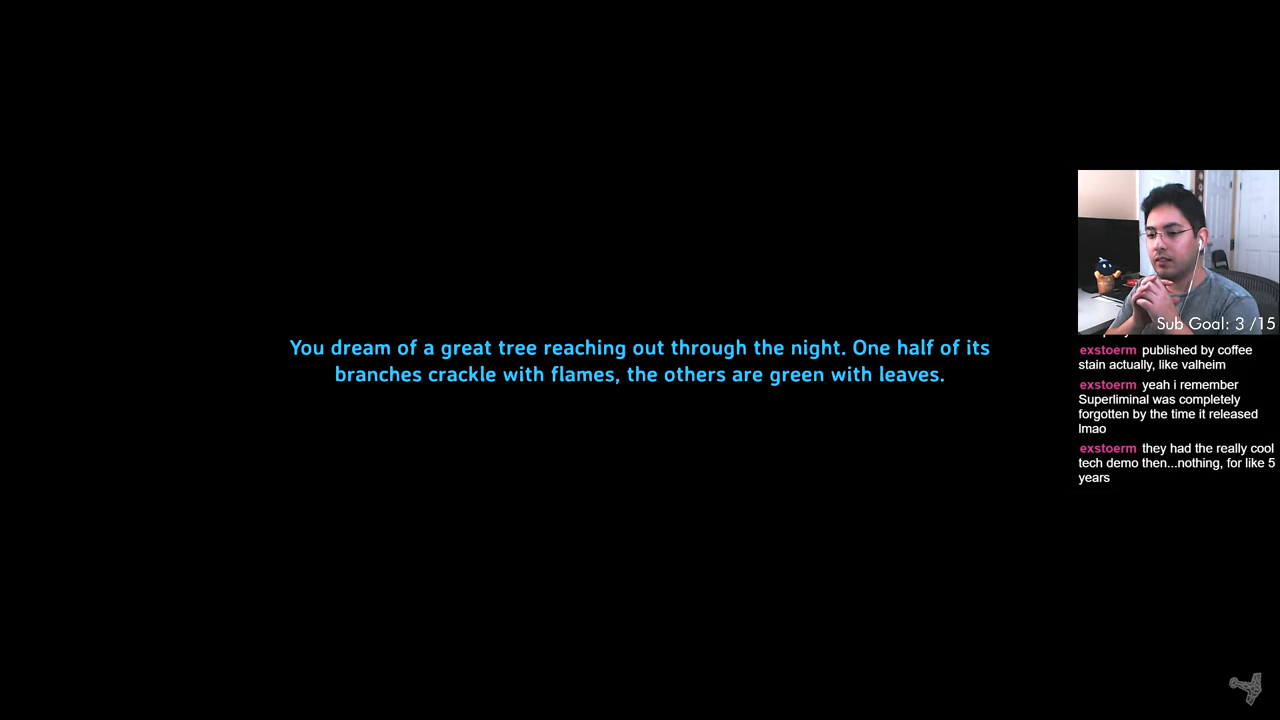 You dream of a great tree reaching out through the night. One half of its
branches crackle with flames, the others are green with leaves.
Sub Goal: 3 /15
exstoerm published by coffee
stain actually, like valheim
exstoerm yeah i remember
Superliminal was completely
forgotten by the time it released
lmao
exstoerm they had the really cool
tech demo then...nothing, for like 5
years